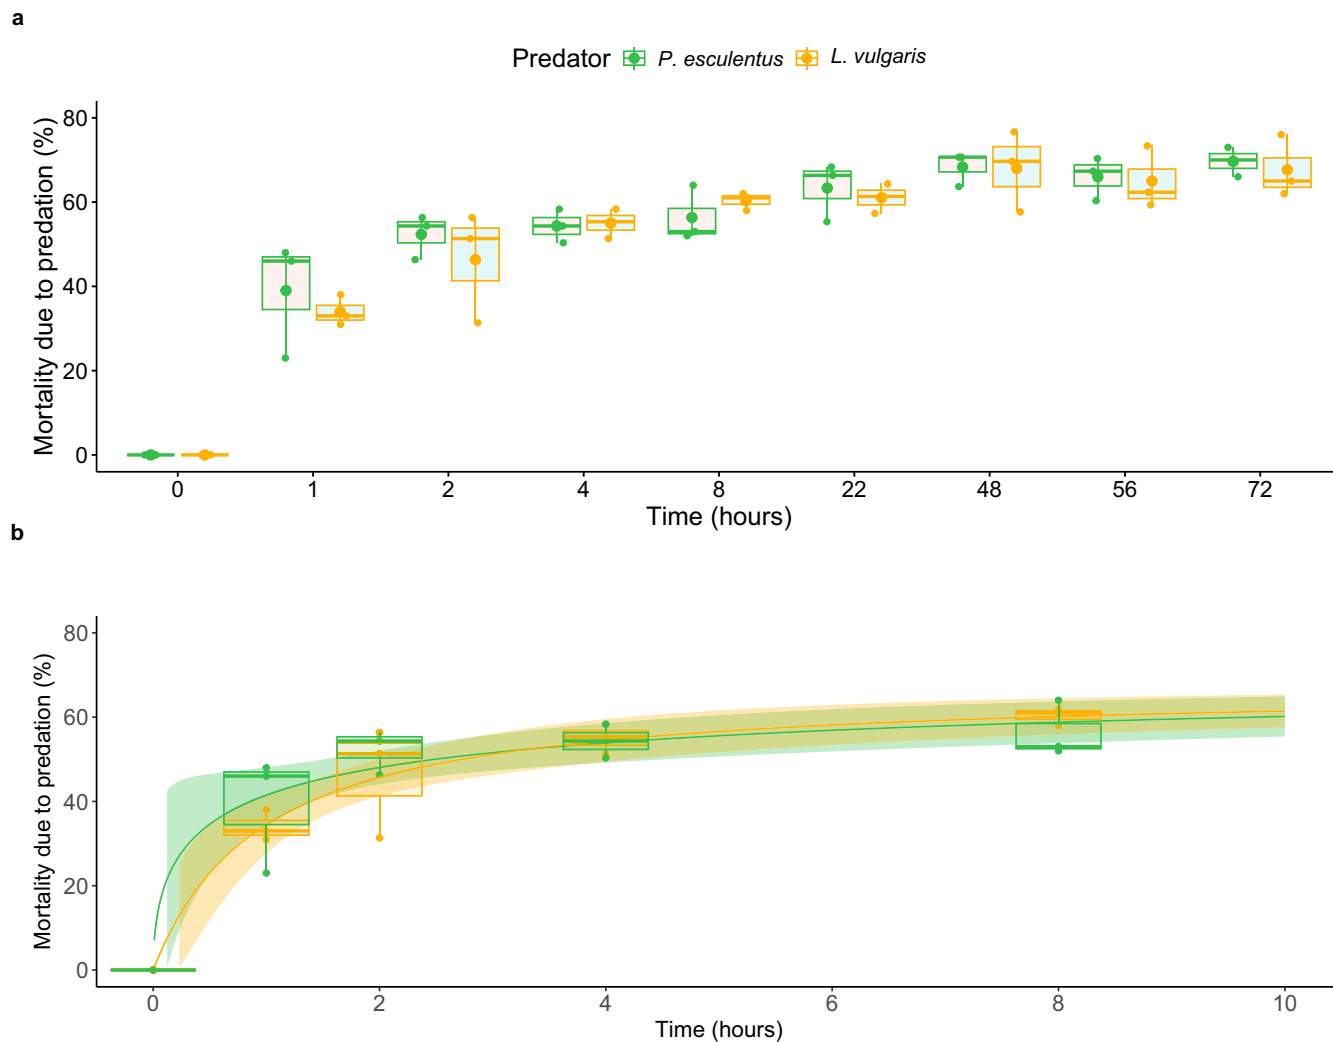 a
Predator P. esculentus L. vulgaris
Mortality due to predation (%)
80
60
40
20
0
0 1 2 4 8 22 48 56 72
Time (hours)
b
Mortality due to predation (%)
80
60
40
20
0
0 2 4 6 8 10
Time (hours)